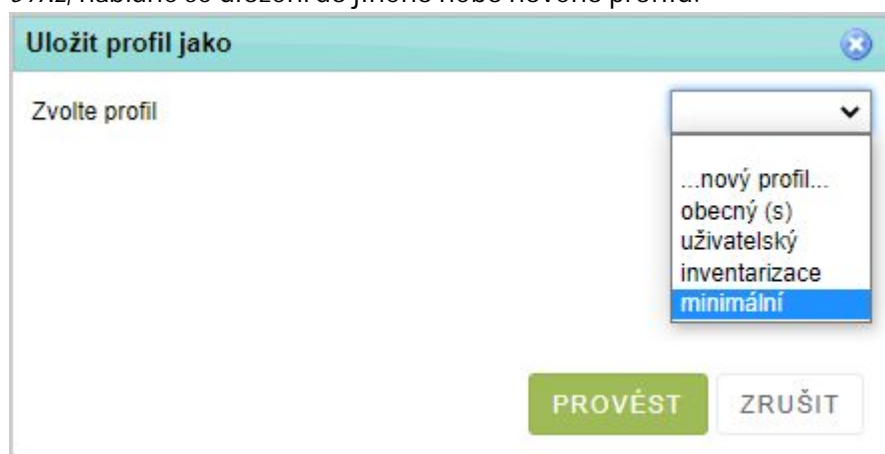 Uložit profil jako
Zvolte profil
...nový profil...
obecný (s)
uživatelský
inventarizace
minimální
PROVÉST ZRUŠIT